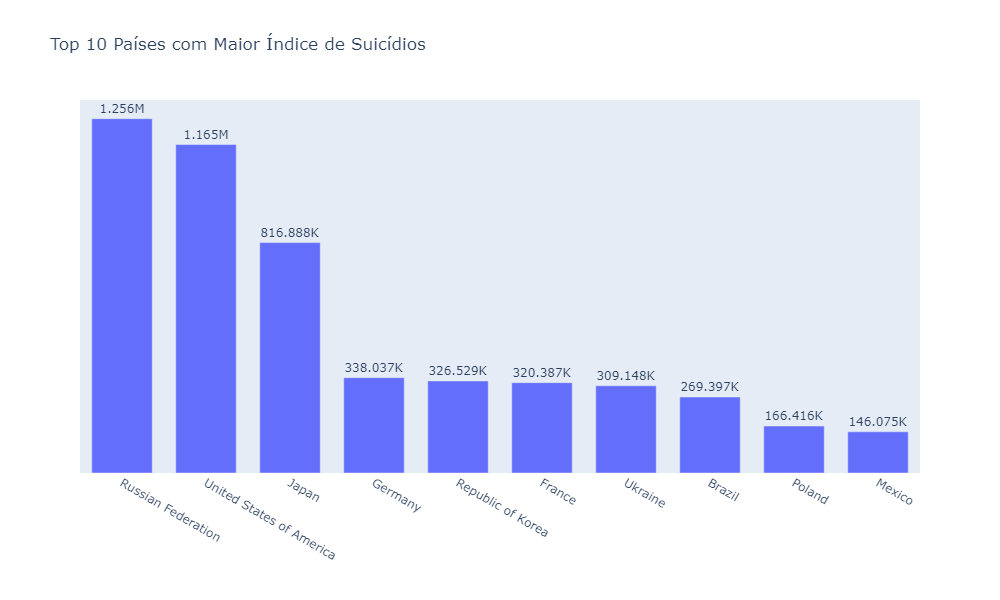 Top 10 Países com Maior Índice de Suicídios
1.256M
1.165M
816.888K
338.037K
326.529K
320.387K
309.148K
269.397K
166.416K
146.075K
Russian Federation
United States of America
Japan
Germany
Republic of Korea
France
Ukraine
Brazil
Poland
Mexico